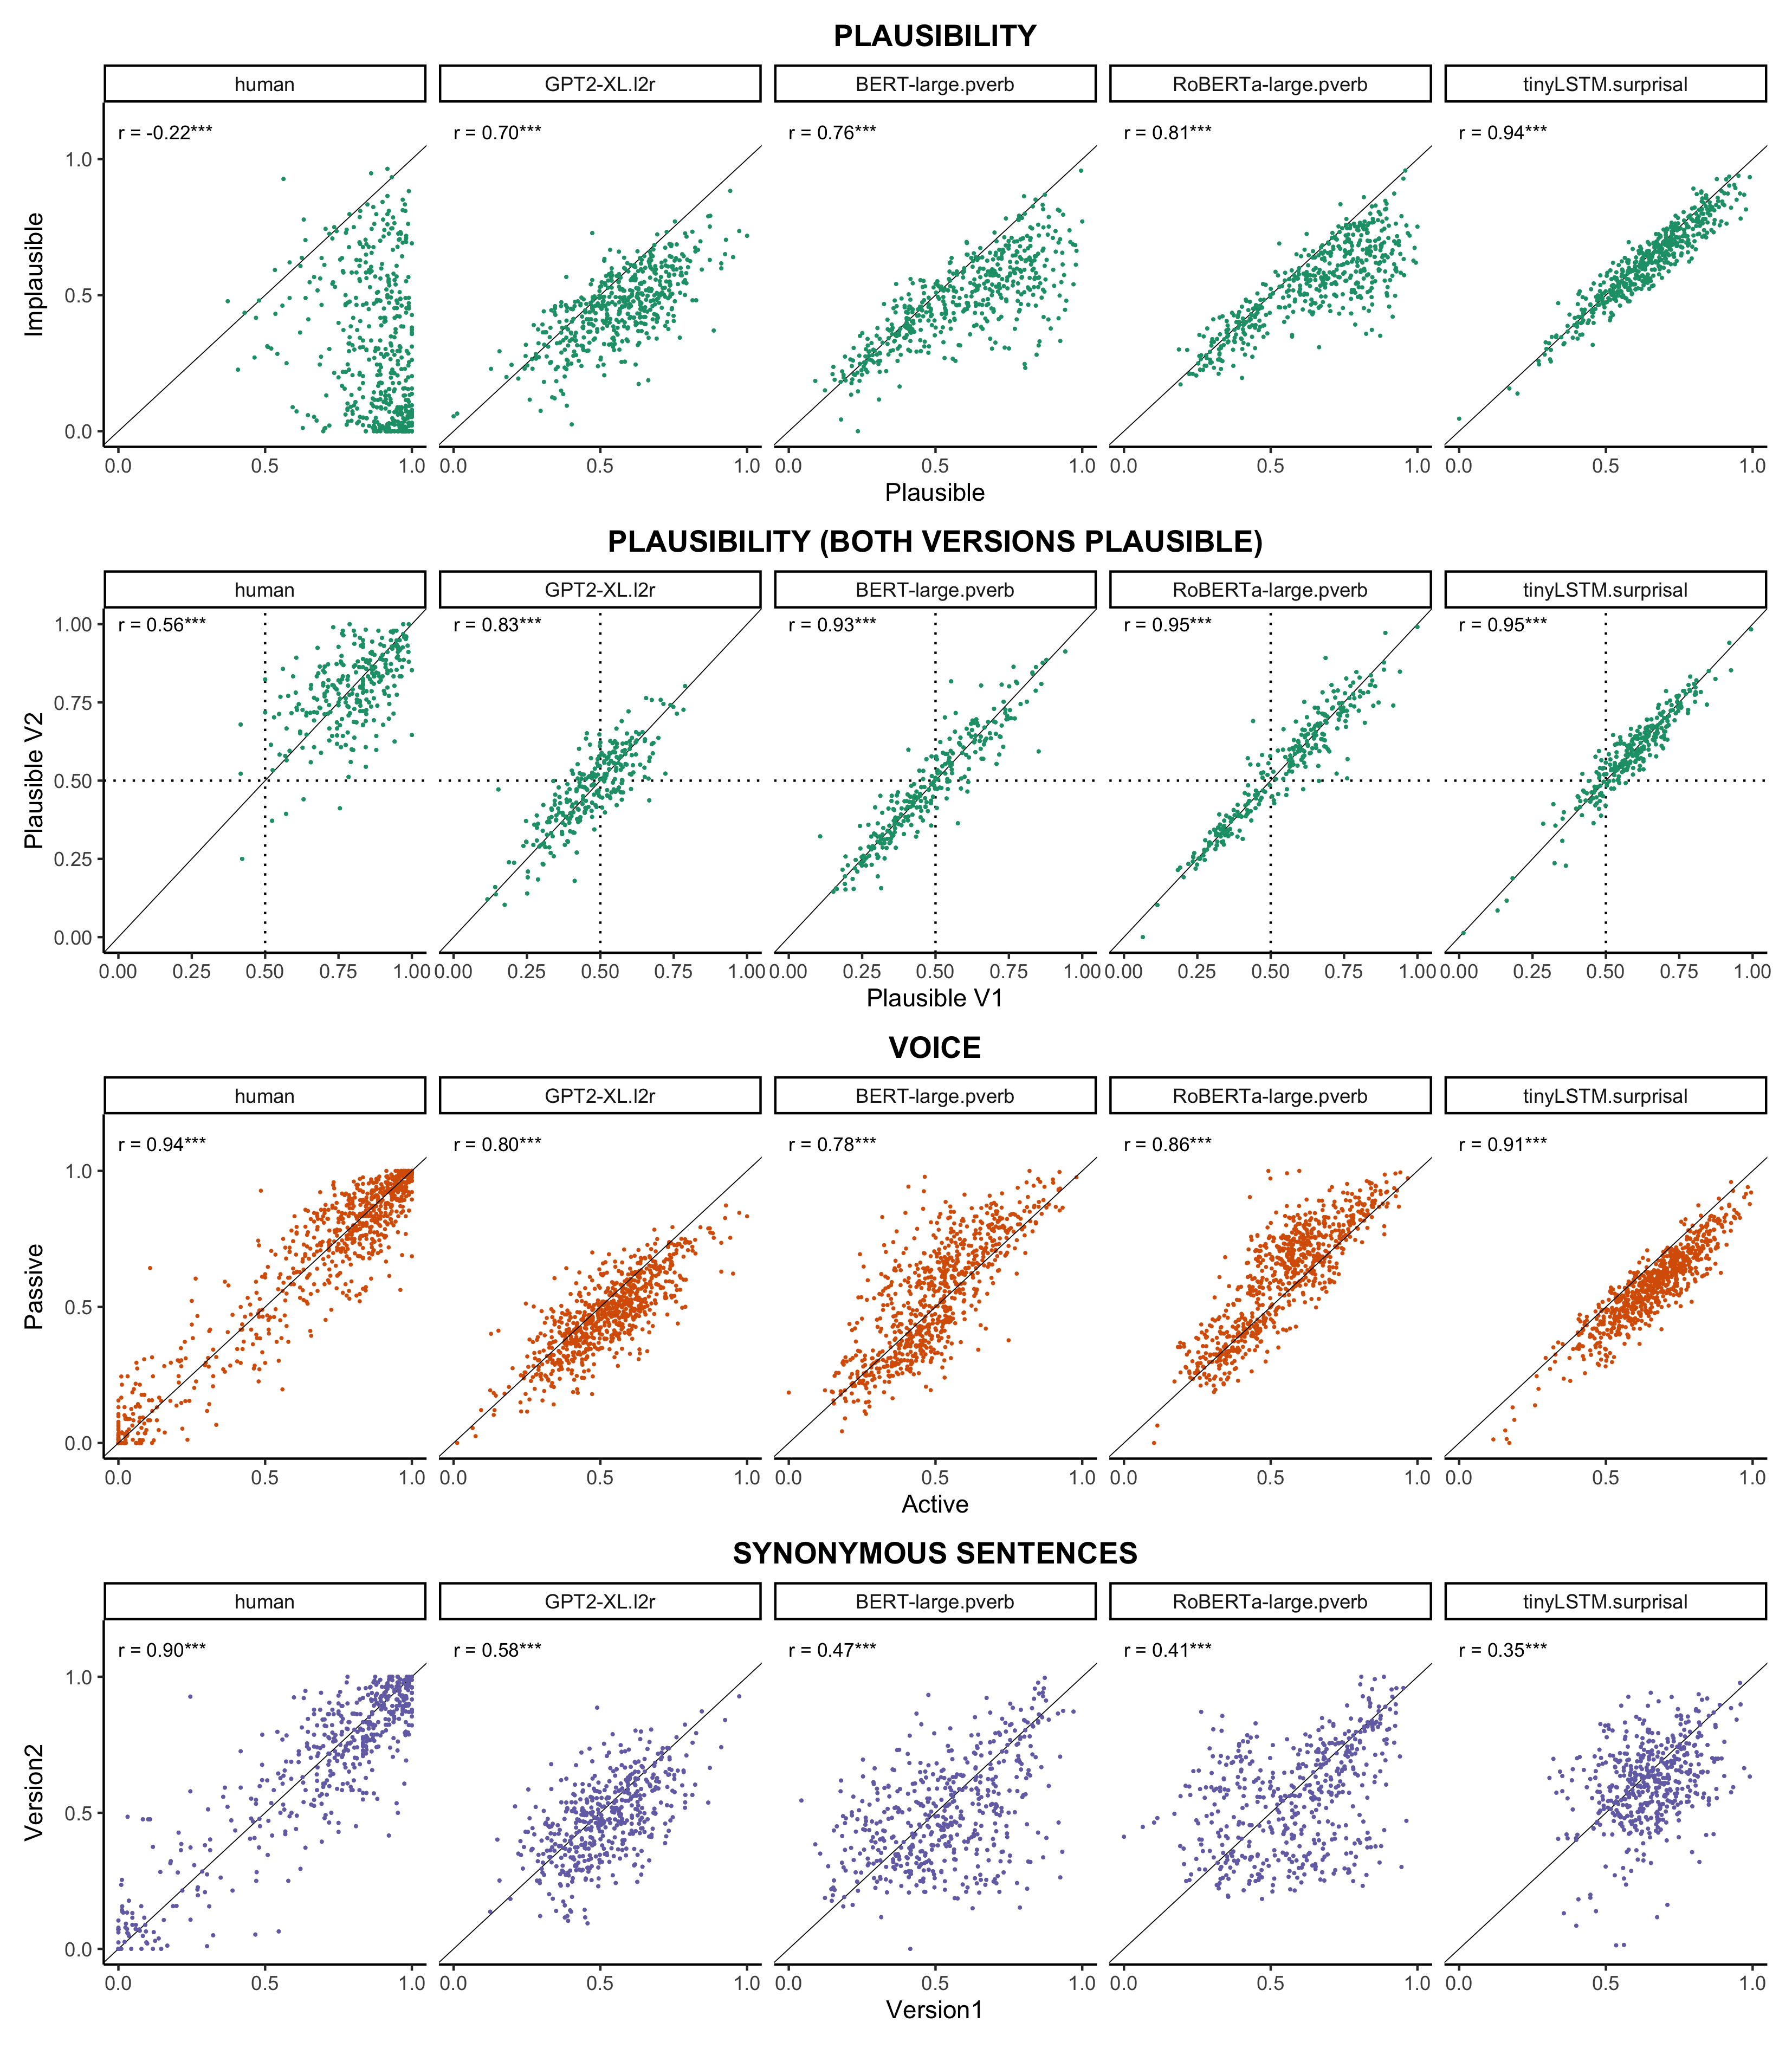 PLAUSIBILITY
human GPT2-XL.l2r BERT-large.pverb RoBERTa-large.pverb tinyLSTM.surprisal
r = -0.22*** r = 0.70*** r = 0.76*** r = 0.81*** r = 0.94***
1.0
0.5
0.0
Implausible
0.0 0.5 1.0 0.0 0.5 1.0 0.0 0.5 1.0 0.0 0.5 1.0 0.0 0.5 1.0
Plausible
PLAUSIBILITY (BOTH VERSIONS PLAUSIBLE)
human GPT2-XL.l2r BERT-large.pverb RoBERTa-large.pverb tinyLSTM.surprisal
r = 0.56*** r = 0.83*** r = 0.93*** r = 0.95*** r = 0.95***
1.00
0.75
0.50
0.25
0.00
Plausible V2
0.00 0.25 0.50 0.75 1.00 0.00 0.25 0.50 0.75 1.00 0.00 0.25 0.50 0.75 1.00 0.00 0.25 0.50 0.75 1.00 0.00 0.25 0.50 0.75 1.00
Plausible V1
VOICE
human GPT2-XL.l2r BERT-large.pverb RoBERTa-large.pverb tinyLSTM.surprisal
r = 0.94*** r = 0.80*** r = 0.78*** r = 0.86*** r = 0.91***
1.0
0.5
0.0
Passive
0.0 0.5 1.0 0.0 0.5 1.0 0.0 0.5 1.0 0.0 0.5 1.0 0.0 0.5 1.0
Active
SYNONYMOUS SENTENCES
human GPT2-XL.l2r BERT-large.pverb RoBERTa-large.pverb tinyLSTM.surprisal
r = 0.90*** r = 0.58*** r = 0.47*** r = 0.41*** r = 0.35***
1.0
0.5
0.0
Version2
0.0 0.5 1.0 0.0 0.5 1.0 0.0 0.5 1.0 0.0 0.5 1.0 0.0 0.5 1.0
Version1